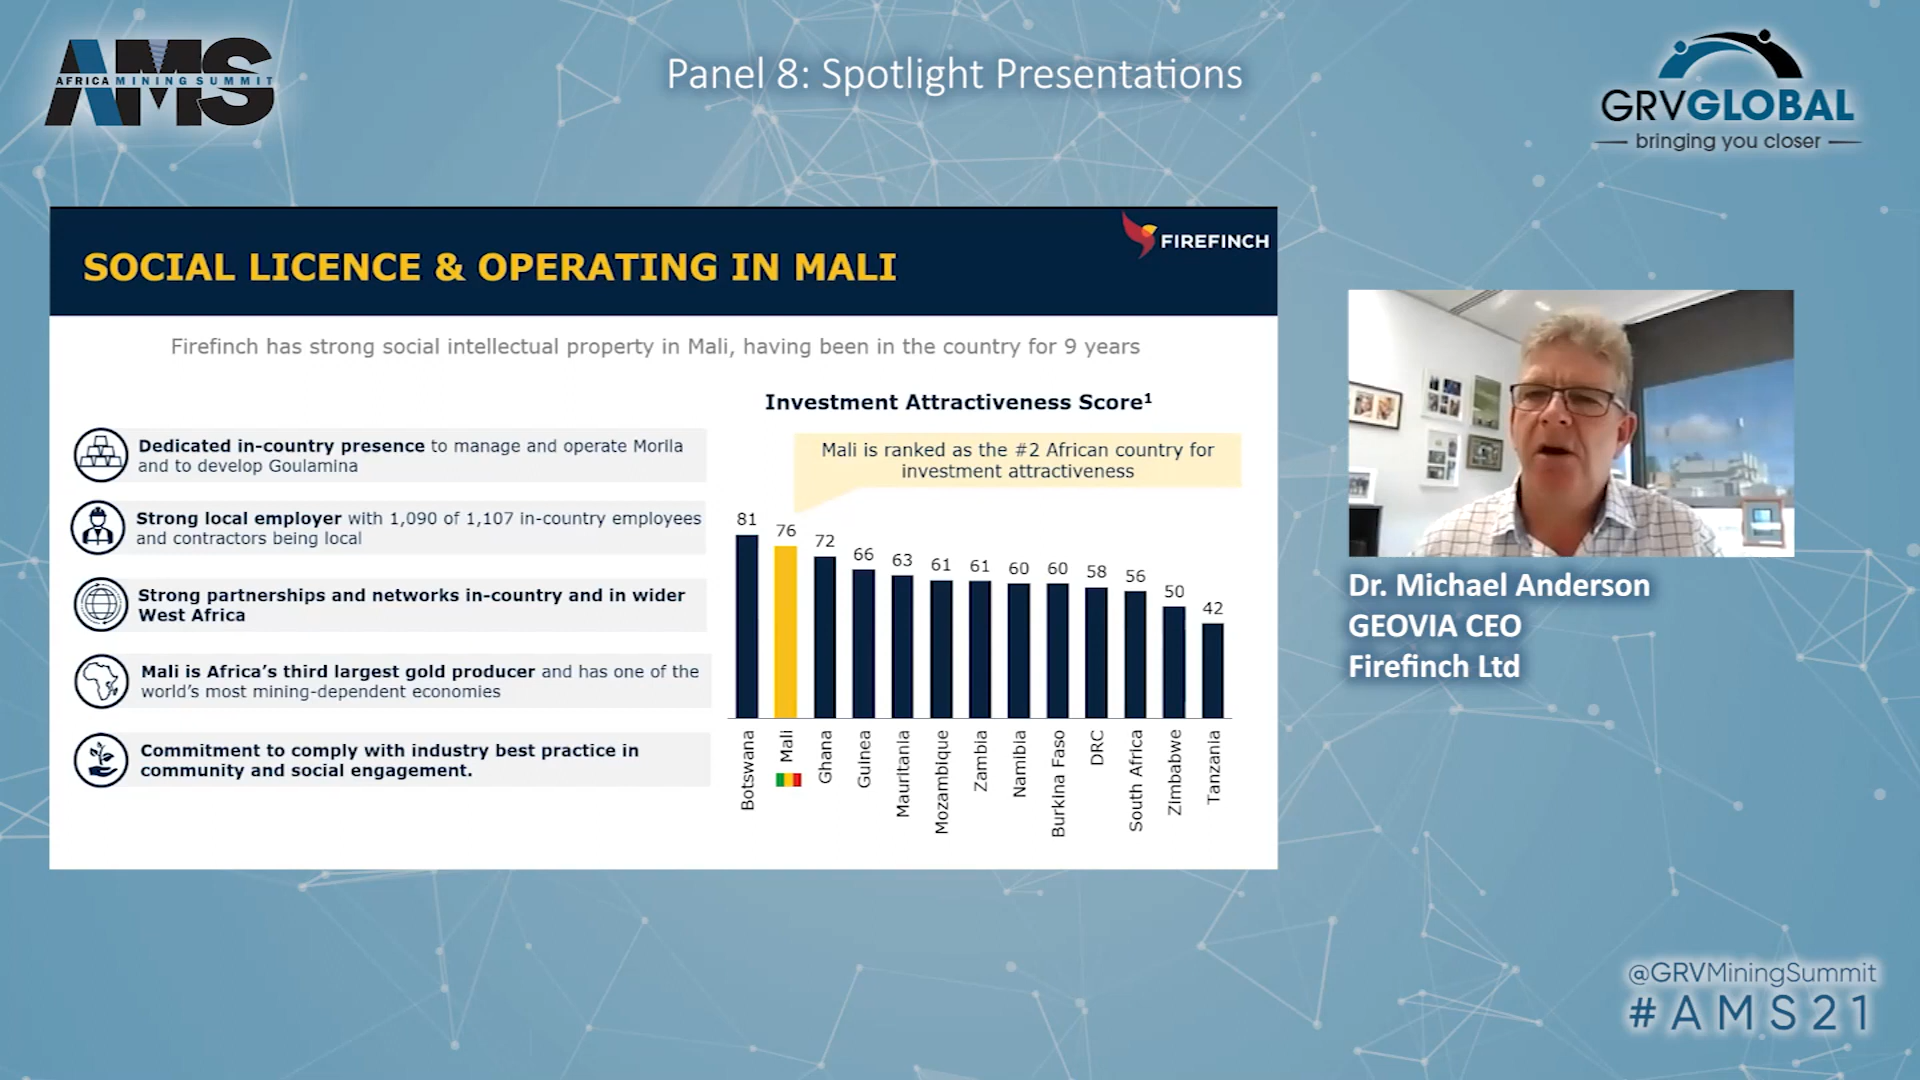 AMS
AFRICA MINING SUMMIT
Panel 8: Spotlight Presentations
GRVGLOBAL
bringing you closer
FIREFINCH
SOCIAL LICENCE & OPERATING IN MALI
Firefinch has strong social intellectual property in Mali, having been in the country for 9 years
Dedicated in-country presence to manage and operate Morila
and to develop Goulamina
Strong local employer with 1,090 of 1,107 in-country employees
and contractors being local
Strong partnerships and networks in-country and in wider
West Africa
Mali is Africa's third largest gold producer and has one of the
world's most mining-dependent economies
Commitment to comply with industry best practice in
community and social engagement.
Investment Attractiveness Score¹
Mali is ranked as the #2 African country for
investment attractiveness
81
76
72
66
63
61
61
60
60
58
56
50
42
Botswana
Mali
Ghana
Guinea
Mauritania
Mozambique
Zambia
Namibia
Burkina Faso
DRC
South Africa
Zimbabwe
Tanzania
Dr. Michael Anderson
GEOVIA CEO
Firefinch Ltd
@GRVMiningSummit
#AMS21